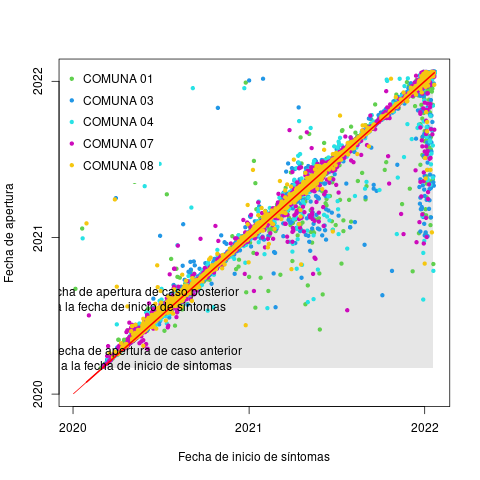 COMUNA 01
COMUNA 03
COMUNA 04
COMUNA 07
COMUNA 08
2022
2021
2020
Fecha de apertura
cha de apertura de caso posterior
a la fecha de inicio de síntomas
echa de apertura de caso anterior
a la fecha de inicio de síntomas
2020
2021
2022
Fecha de inicio de síntomas